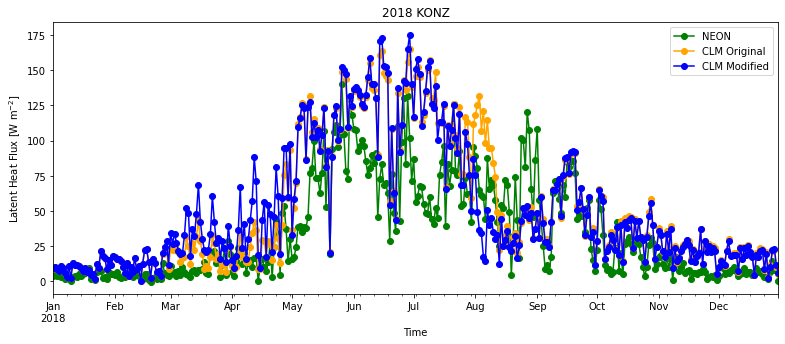 2018 KONZ
NEON
CLM Original
CLM Modified
Latent Heat Flux [W m⁻²]
175
150
125
100
75
50
25
0
Jan Feb Mar Apr May Jun Jul Aug Sep Oct Nov Dec
2018
Time